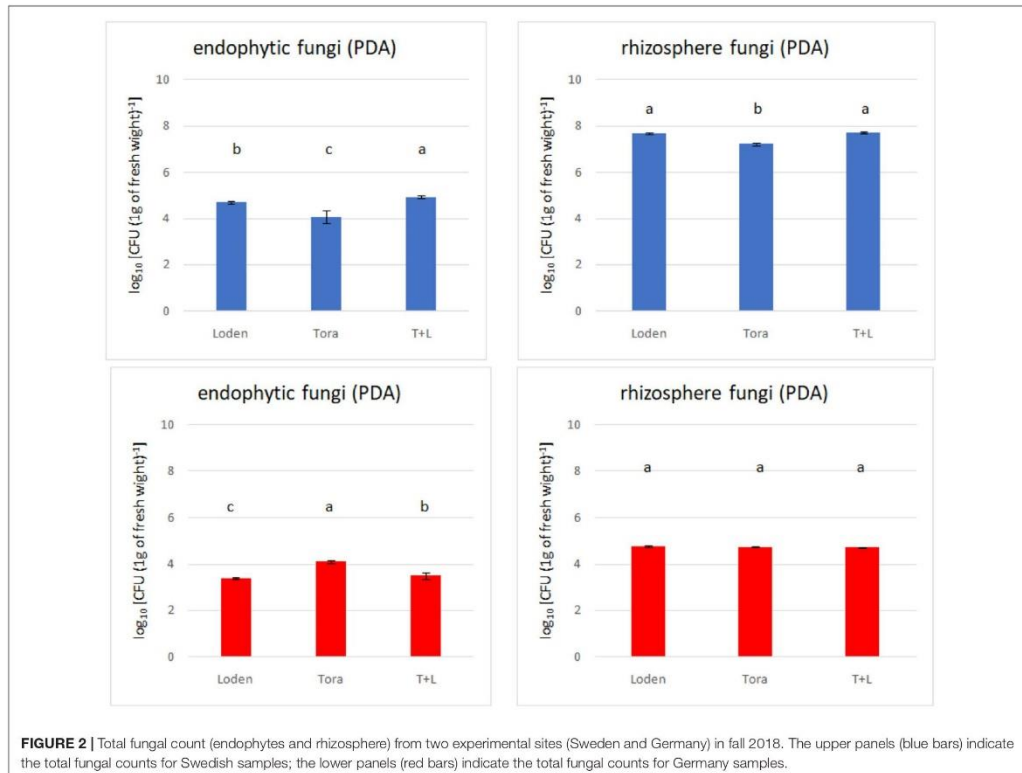 endophytic fungi (PDA)
log₁₀ [CFU (1g of fresh wight)⁻¹]
10
8
6
4
2
0
b c a
Loden Tora T+L
rhizosphere fungi (PDA)
log₁₀ [CFU (1g of fresh wight)⁻¹]
10
8
6
4
2
0
a b a
Loden Tora T+L
endophytic fungi (PDA)
log₁₀ [CFU (1g of fresh wight)⁻¹]
10
8
6
4
2
0
c a b
Loden Tora T+L
rhizosphere fungi (PDA)
log₁₀ [CFU (1g of fresh wight)⁻¹]
10
8
6
4
2
0
a a a
Loden Tora T+L
FIGURE 2 | Total fungal count (endophytes and rhizosphere) from two experimental sites (Sweden and Germany) in fall 2018. The upper panels (blue bars) indicate
the total fungal counts for Swedish samples; the lower panels (red bars) indicate the total fungal counts for Germany samples.